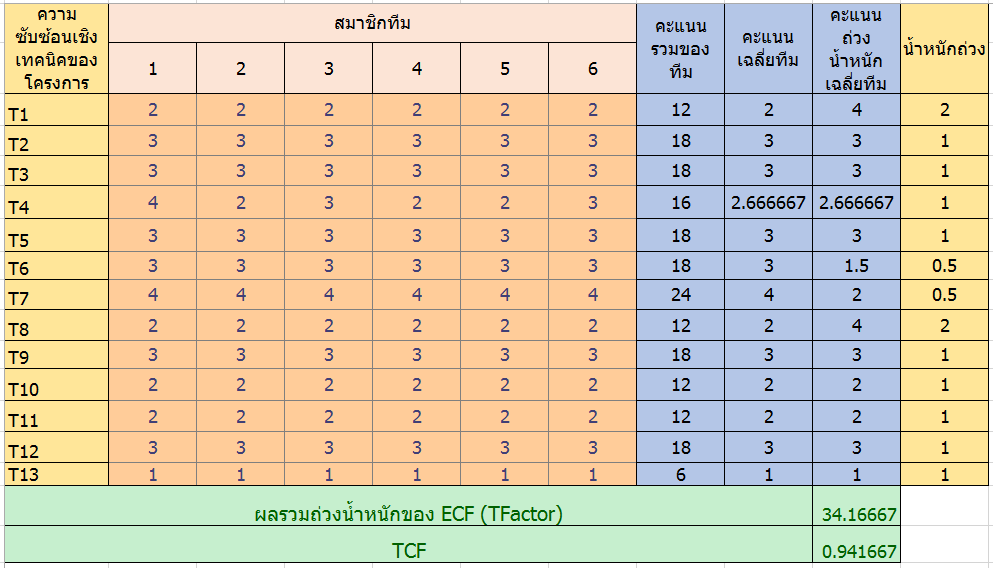 ความ
ซับซ้อนเชิง
เทคนิคของ
โครงการ
สมาชิกทีม
คะแนน
รวมของ
ทีม
คะแนน
เฉลี่ยทีม
คะแนน
ถ่วง
น้ำหนัก
เฉลี่ยทีม
น้ำหนักถ่วง
1 2 3 4 5 6
T1 2 2 2 2 2 2 12 2 4 2
T2 3 3 3 3 3 3 18 3 3 1
T3 3 3 3 3 3 3 18 3 3 1
T4 4 2 3 2 2 3 16 2.666667 2.666667 1
T5 3 3 3 3 3 3 18 3 3 1
T6 3 3 3 3 3 3 18 3 1.5 0.5
T7 4 4 4 4 4 4 24 4 2 0.5
T8 2 2 2 2 2 2 12 2 4 2
T9 3 3 3 3 3 3 18 3 3 1
T10 2 2 2 2 2 2 12 2 2 1
T11 2 2 2 2 2 2 12 2 2 1
T12 3 3 3 3 3 3 18 3 3 1
T13 1 1 1 1 1 1 6 1 1 1
ผลรวมถ่วงน้ำหนักของ ECF (TFactor) 34.16667
TCF 0.941667